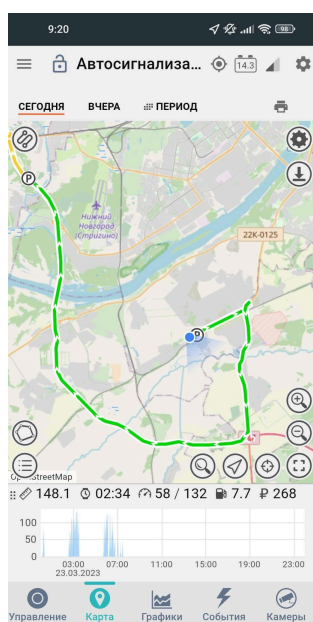 9:20
98
Автосигнализа...
14.3
СЕГОДНЯ
ВЧЕРА
ПЕРИОД
P
Нижний
Новгород
(Стригино)
22K-0125
P
OpenStreetMap
148.1 02:34 58 / 132 7.7 ₽ 268
100
50
0
03:00 07:00 11:00 15:00 19:00 23:00
23.03.2023
Управление Карта Графики События Камеры